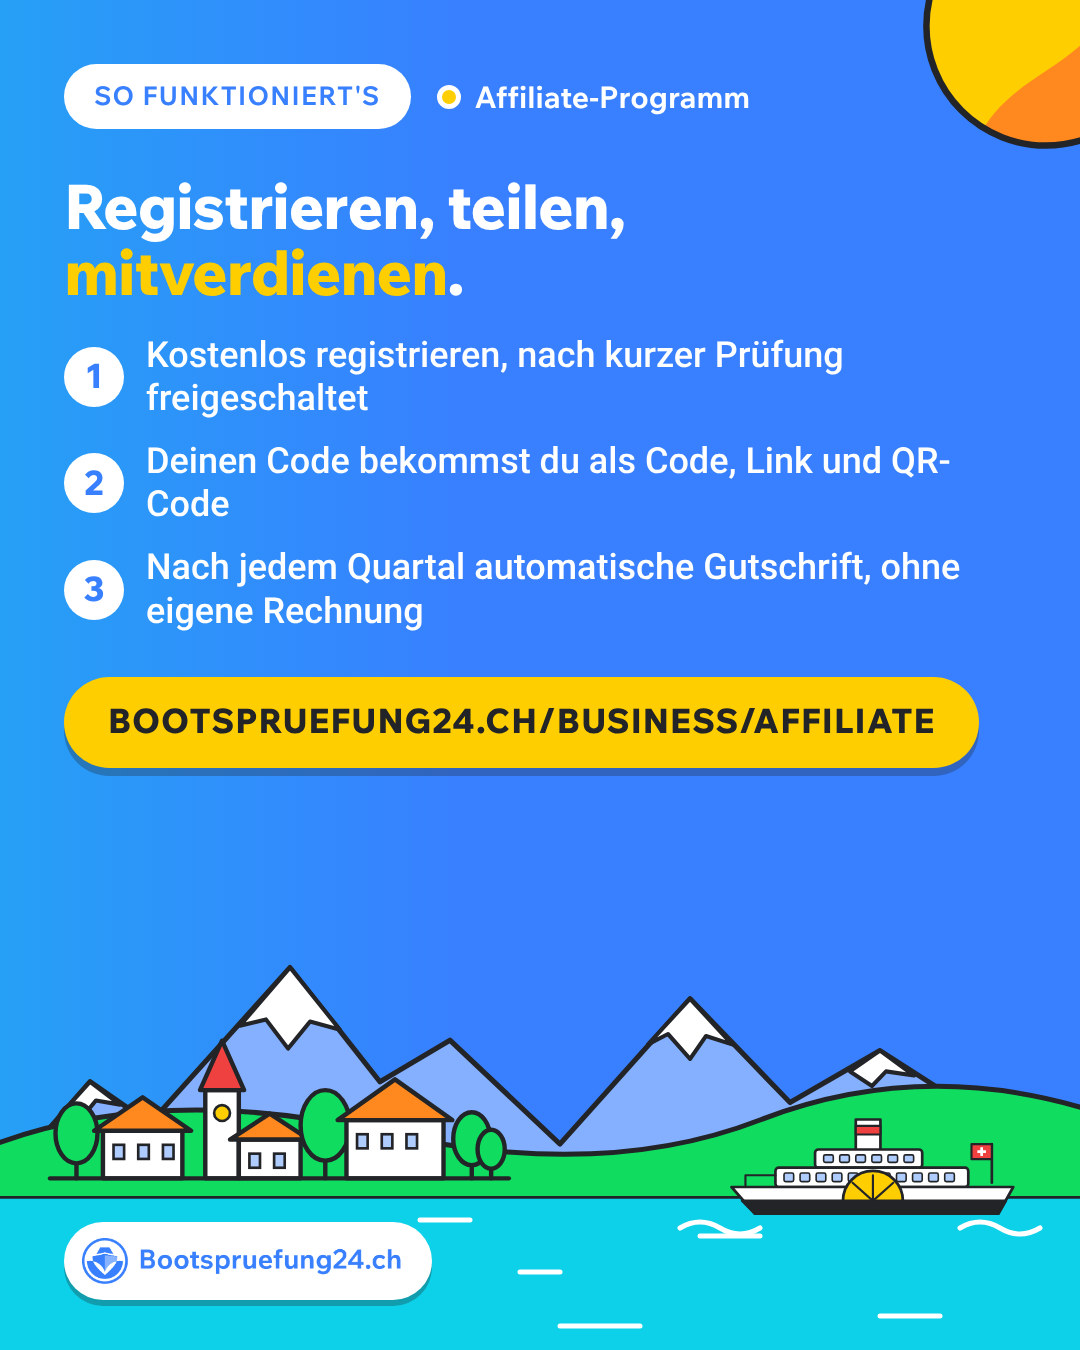 SO FUNKTIONIERT'S
Affiliate-Programm
Registrieren, teilen,
mitverdienen.
1
Kostenlos registrieren, nach kurzer Prüfung
freigeschaltet
2
Deinen Code bekommst du als Code, Link und QR-
Code
3
Nach jedem Quartal automatische Gutschrift, ohne
eigene Rechnung
BOOTSPRUEFUNG24.CH/BUSINESS/AFFILIATE
Bootspruefung24.ch